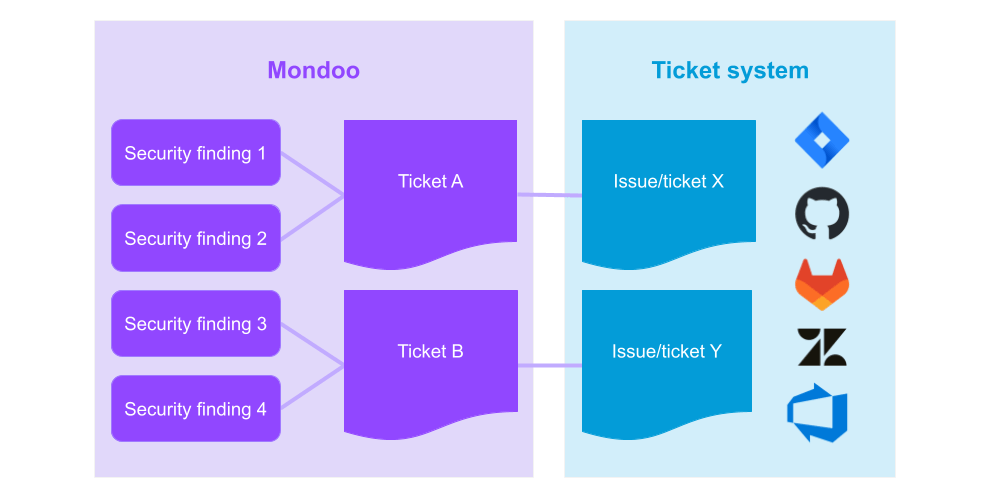 Mondoo
Security finding 1
Security finding 2
Security finding 3
Security finding 4
Ticket A
Ticket B
Ticket system
Issue/ticket X
Issue/ticket Y